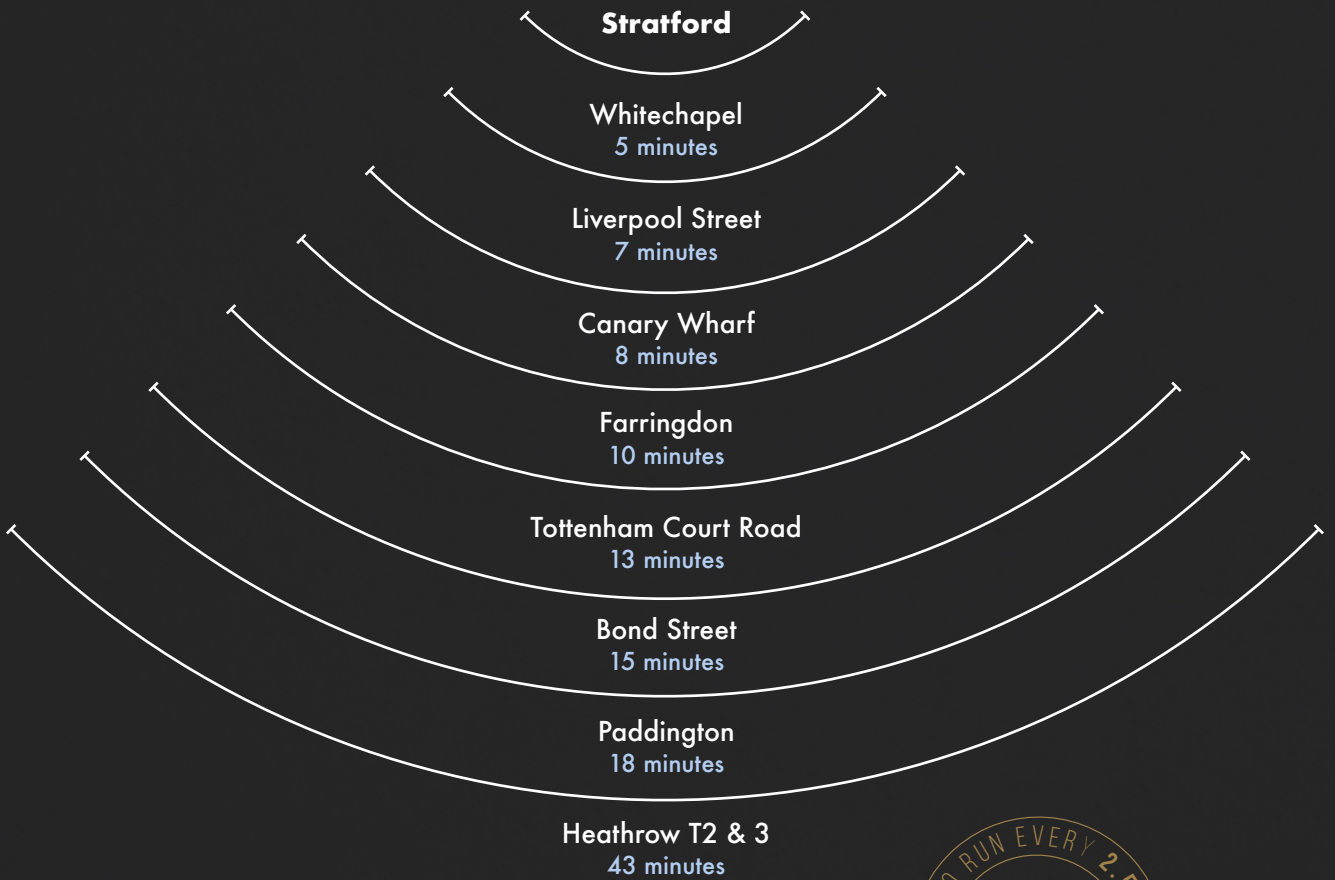 Stratford
Whitechapel
5 minutes
Liverpool Street
7 minutes
Canary Wharf
8 minutes
Farringdon
10 minutes
Tottenham Court Road
13 minutes
Bond Street
15 minutes
Paddington
18 minutes
Heathrow T2 & 3
43 minutes
RUN EVERY